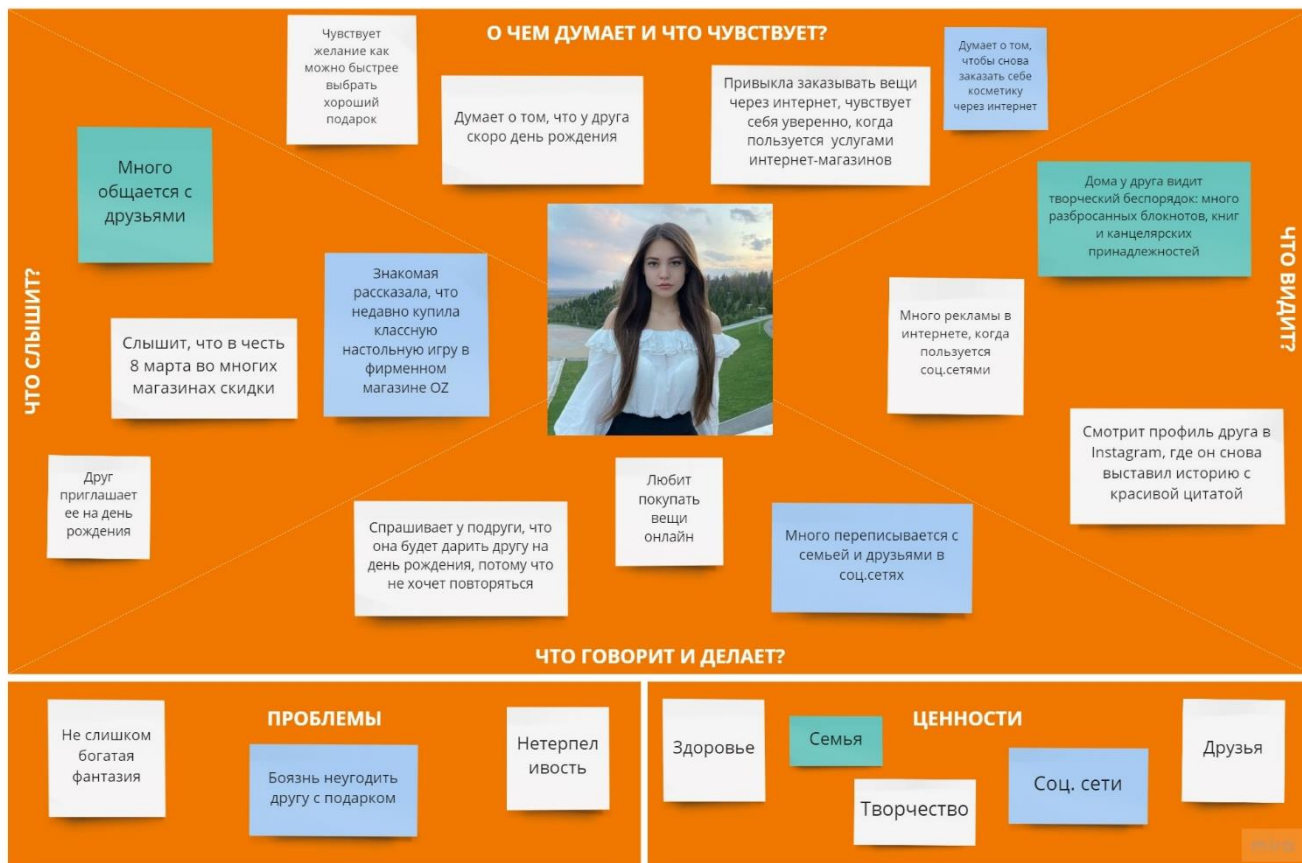 О ЧЕМ ДУМАЕТ И ЧТО ЧУВСТВУЕТ?
Чувствует
желание как
можно быстрее
выбрать
хороший
подарок
Думает о том, что у друга
скоро день рождения
Привыкла заказывать вещи
через интернет, чувствует
себя уверенно, когда
пользуется услугами
интернет-магазинов
Думает о том,
чтобы снова
заказать себе
косметику
через интернет
ЧТО СЛЫШИТ?
Много
общается с
друзьями
Знакомая
рассказала, что
недавно купила
классную
настольную игру в
фирменном
магазине OZ
Слышит, что в честь
8 марта во многих
магазинах скидки
Друг
приглашает
ее на день
рождения
ЧТО ВИДИТ?
Дома у друга видит
творческий беспорядок: много
разбросанных блокнотов, книг
и канцелярских
принадлежностей
Много рекламы в
интернете, когда
пользуется
соц.сетями
Смотрит профиль друга в
Instagram, где он снова
выставил историю с
красивой цитатой
Спрашивает у подруги, что
она будет дарить другу на
день рождения, потому что
не хочет повторяться
Любит
покупать
вещи
онлайн
Много переписывается с
семьей и друзьями в
соц.сетях
ЧТО ГОВОРИТ И ДЕЛАЕТ?
ПРОБЛЕМЫ
Не слишком
богатая
фантазия
Боязнь неугодить
другу с подарком
Нетерпел
ивость
ЦЕННОСТИ
Здоровье
Семья
Творчество
Соц. сети
Друзья